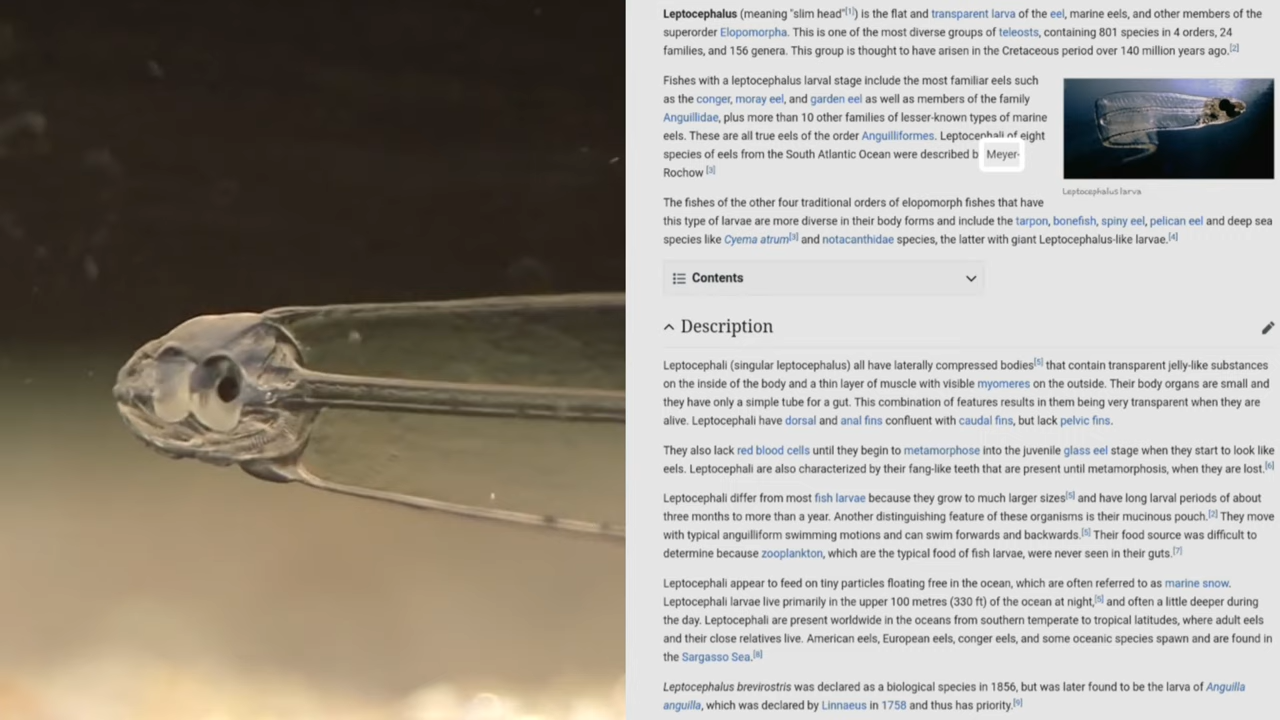 Leptocephalus (meaning "slim head"[1]) is the flat and transparent larva of the eel, marine eels, and other members of the
superorder Elopomorpha. This is one of the most diverse groups of teleosts, containing 801 species in 4 orders, 24
families, and 156 genera. This group is thought to have arisen in the Cretaceous period over 140 million years ago.[2]
Fishes with a leptocephalus larval stage include the most familiar eels such
as the conger, moray eel, and garden eel as well as members of the family
Anguillidae, plus more than 10 other families of lesser-known types of marine
eels. These are all true eels of the order Anguilliformes. Leptocephali of eight
species of eels from the South Atlantic Ocean were described b Meyer-
Rochow [3]
Leptocephalus larva
The fishes of the other four traditional orders of elopomorph fishes that have
this type of larvae are more diverse in their body forms and include the tarpon, bonefish, spiny eel, pelican eel and deep sea
species like Cyema atrum[3] and notacanthidae species, the latter with giant Leptocephalus-like larvae.[4]
Contents
Description
Leptocephali (singular leptocephalus) all have laterally compressed bodies[5] that contain transparent jelly-like substances
on the inside of the body and a thin layer of muscle with visible myomeres on the outside. Their body organs are small and
they have only a simple tube for a gut. This combination of features results in them being very transparent when they are
alive. Leptocephali have dorsal and anal fins confluent with caudal fins, but lack pelvic fins.
They also lack red blood cells until they begin to metamorphose into the juvenile glass eel stage when they start to look like
eels. Leptocephali are also characterized by their fang-like teeth that are present until metamorphosis, when they are lost.[6]
Leptocephali differ from most fish larvae because they grow to much larger sizes[5] and have long larval periods of about
three months to more than a year. Another distinguishing feature of these organisms is their mucinous pouch.[2] They move
with typical anguilliform swimming motions and can swim forwards and backwards.[5] Their food source was difficult to
determine because zooplankton, which are the typical food of fish larvae, were never seen in their guts.[7]
Leptocephali appear to feed on tiny particles floating free in the ocean, which are often referred to as marine snow.
Leptocephali larvae live primarily in the upper 100 metres (330 ft) of the ocean at night,[5] and often a little deeper during
the day. Leptocephali are present worldwide in the oceans from southern temperate to tropical latitudes, where adult eels
and their close relatives live. American eels, European eels, conger eels, and some oceanic species spawn and are found in
the Sargasso Sea.[8]
Leptocephalus brevirostris was declared as a biological species in 1856, but was later found to be the larva of Anguilla
anguilla, which was declared by Linnaeus in 1758 and thus has priority.[9]